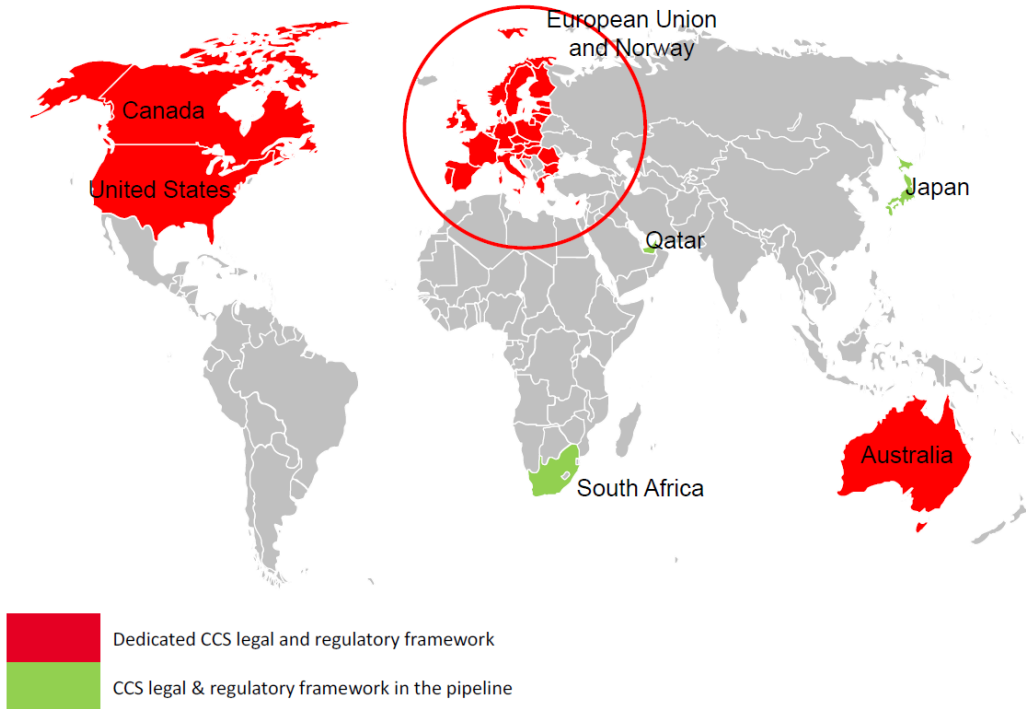 European Union
and Norway
Canada
United States
Japan
Qatar
Australia
South Africa
Dedicated CCS legal and regulatory framework
CCS legal & regulatory framework in the pipeline